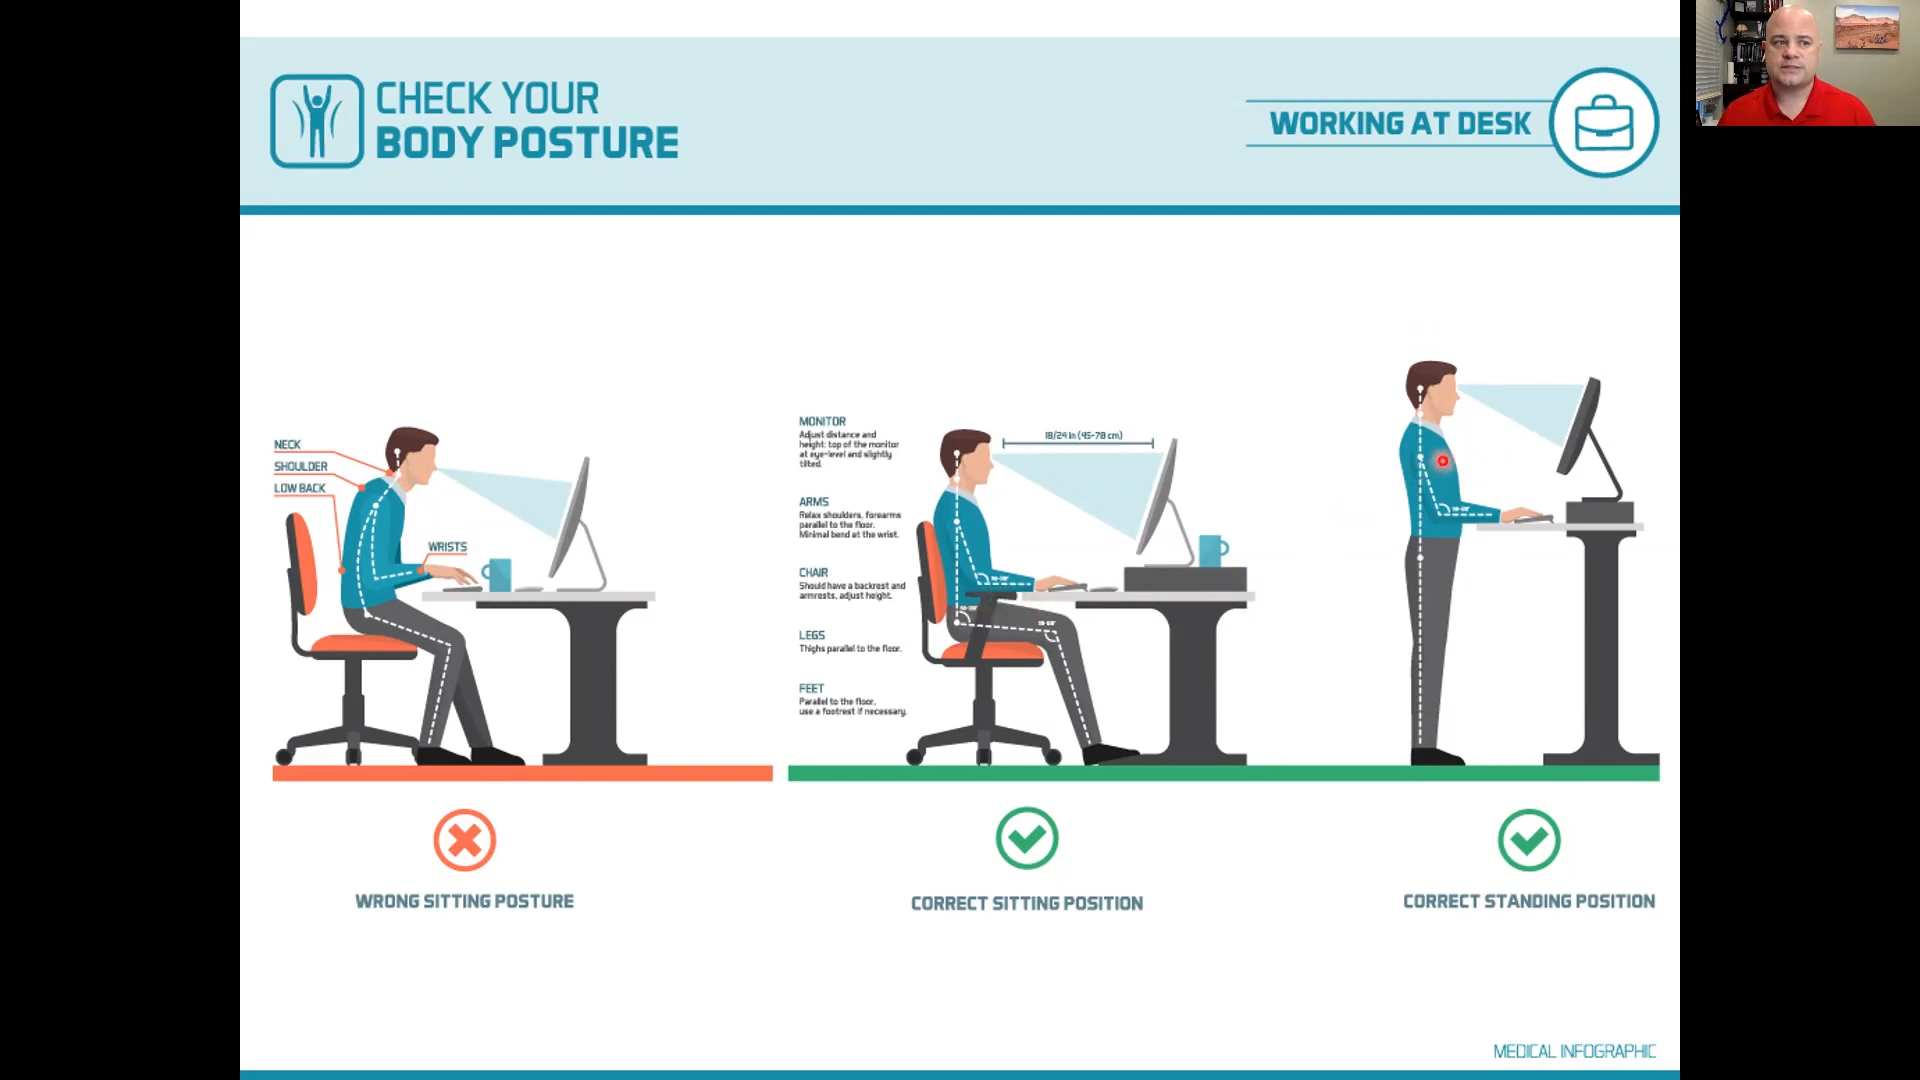 CHECK YOUR
BODY POSTURE
WORKING AT DESK
NECK
SHOULDER
LOW BACK
WRISTS
WRONG SITTING POSTURE
MONITOR
Adjust distance and
height: top of the monitor
at eye-level and slightly
tilted.
ARMS
Relax shoulders, forearms
parallel to the floor.
Minimal bend at the wrist.
CHAIR
Should have a backrest and
armrests, adjust height.
LEGS
Thighs parallel to the floor.
FEET
Parallel to the floor,
use a footrest if necessary.
18/24 in (45-70 cm)
CORRECT SITTING POSITION
CORRECT STANDING POSITION
MEDICAL INFOGRAPHIC